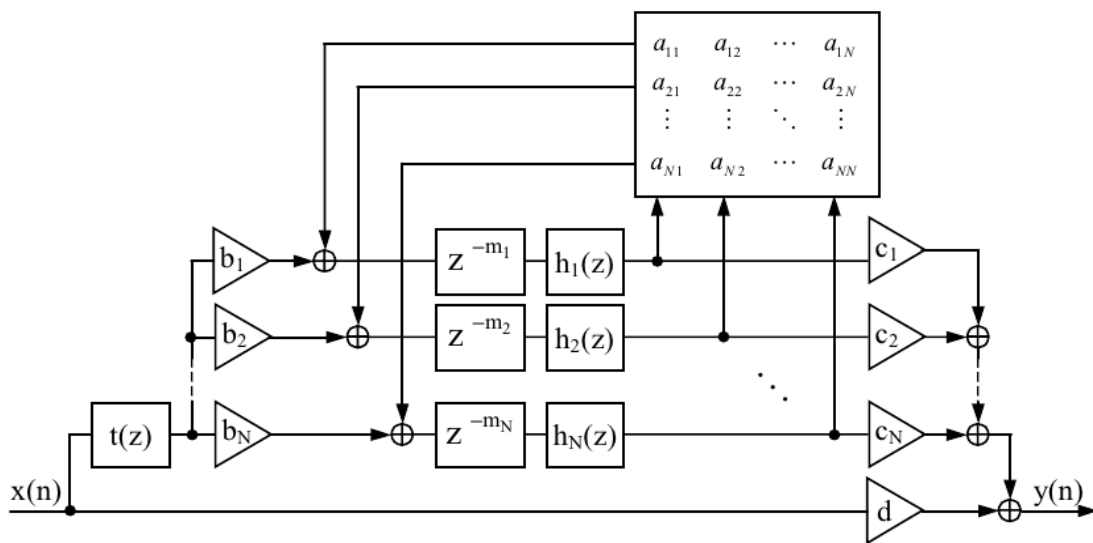 a₁₁ a₁₂ ⋯ a₁N
a₂₁ a₂₂ ⋯ a₂N
⋮ ⋮ ⋱ ⋮
aN₁ aN₂ ⋯ aNN
b₁ z⁻ᵐ¹ h₁(z) c₁
b₂ z⁻ᵐ² h₂(z) c₂
⋱
t(z) bN z⁻ᵐN hN(z) cN
x(n) d y(n)